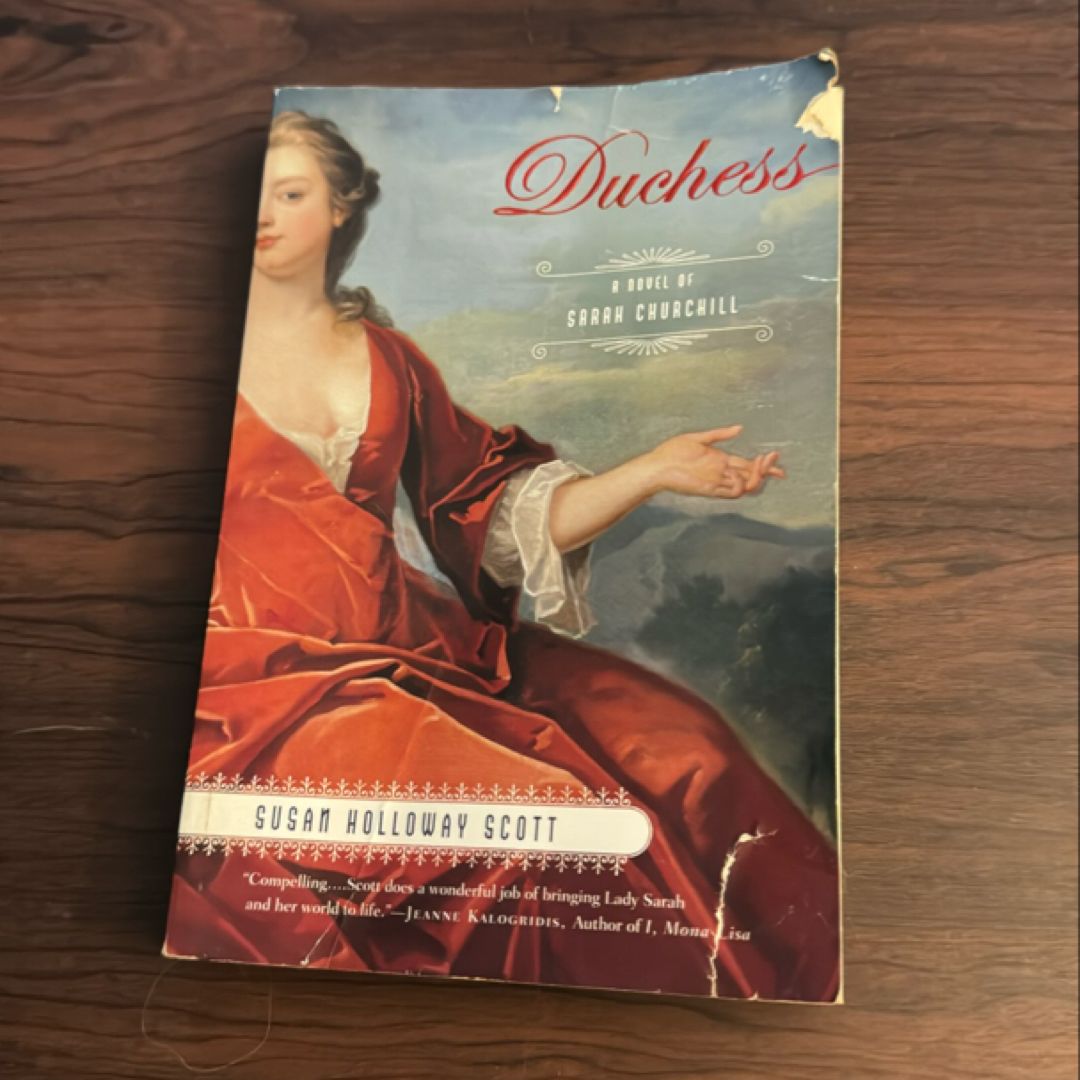 Duchess
A NOVEL OF
SARAH CHURCHILL
SUSAN HOLLOWAY SCOTT
“Compelling....Scott does a wonderful job of bringing Lady Sarah
and her world to life.”—JEANNE KALOGRIDIS, Author of I, Mona Lisa